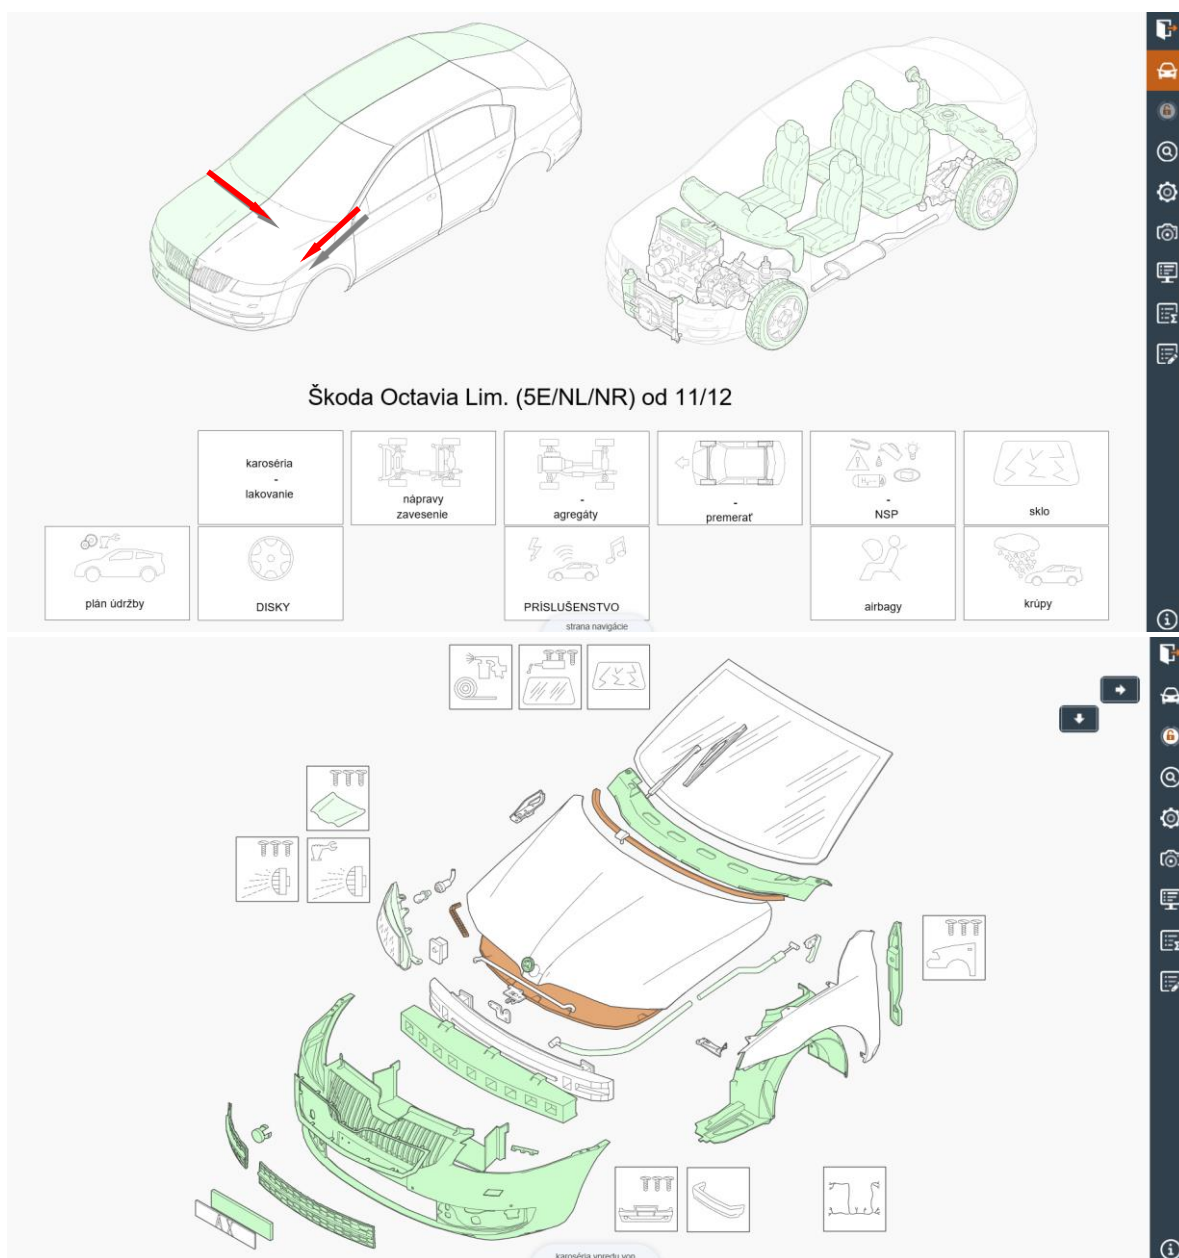 Škoda Octavia Lim. (5E/NL/NR) od 11/12
karoséria
-
lakovanie
nápravy
zavesenie
-
agregáty
-
premerať
-
NSP
sklo
plán údržby
DISKY
PRÍSLUŠENSTVO
airbagy
krúpy
strana navigácie
AX
karoséria vpredu von